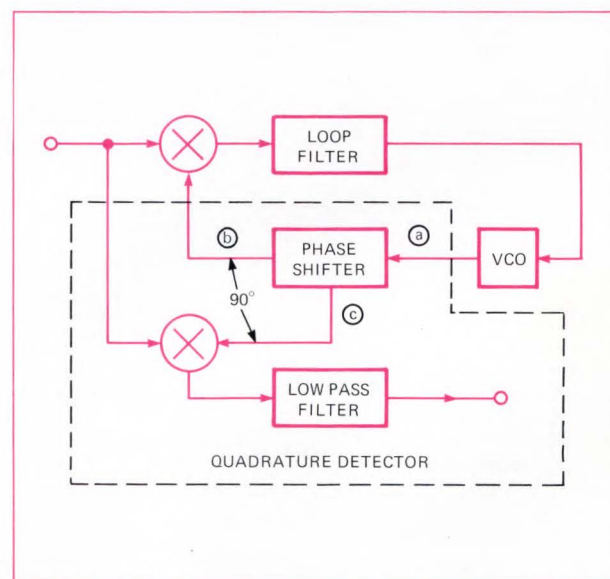 LOOP
FILTER
ⓑ
PHASE
SHIFTER
ⓐ
VCO
90°
ⓒ
LOW PASS
FILTER
QUADRATURE DETECTOR